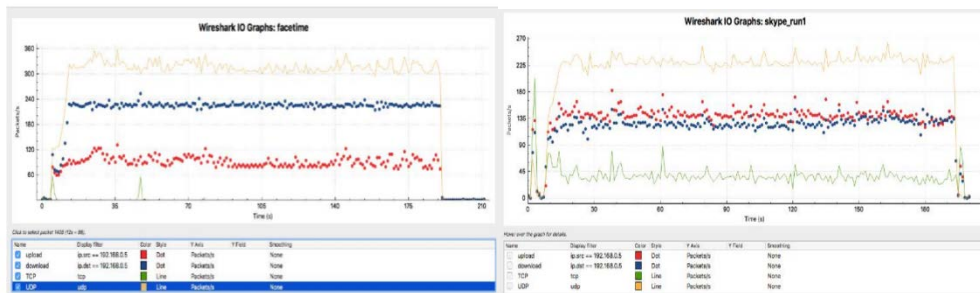 Wireshark IO Graphs: facetime
Packets/s
360
300
240
180
120
60
0 35 70 105 140 175 210
Time (s)
Click to select packet 1400 (12s = 86).
Name Display filter Color Style Y Axis Y Field Smoothing
upload ip.src == 192.168.0.5 Dot Packets/s None
download ip.dst == 192.168.0.5 Dot Packets/s None
TCP tcp Line Packets/s None
UDP udp Line Packets/s None
Wireshark IO Graphs: skype_run1
Packets/s
270
225
180
135
90
45
0
0 30 60 90 120 160
Time (s)
Hover over the graph for details.
Name Display filter Color Style Y Axis Y Field Smoothing
upload ip.src == 192.168.0.5 Dot Packets/s None
download ip.dst == 192.168.0.5 Dot Packets/s None
TCP tcp Line Packets/s None
UDP udp Line Packets/s None